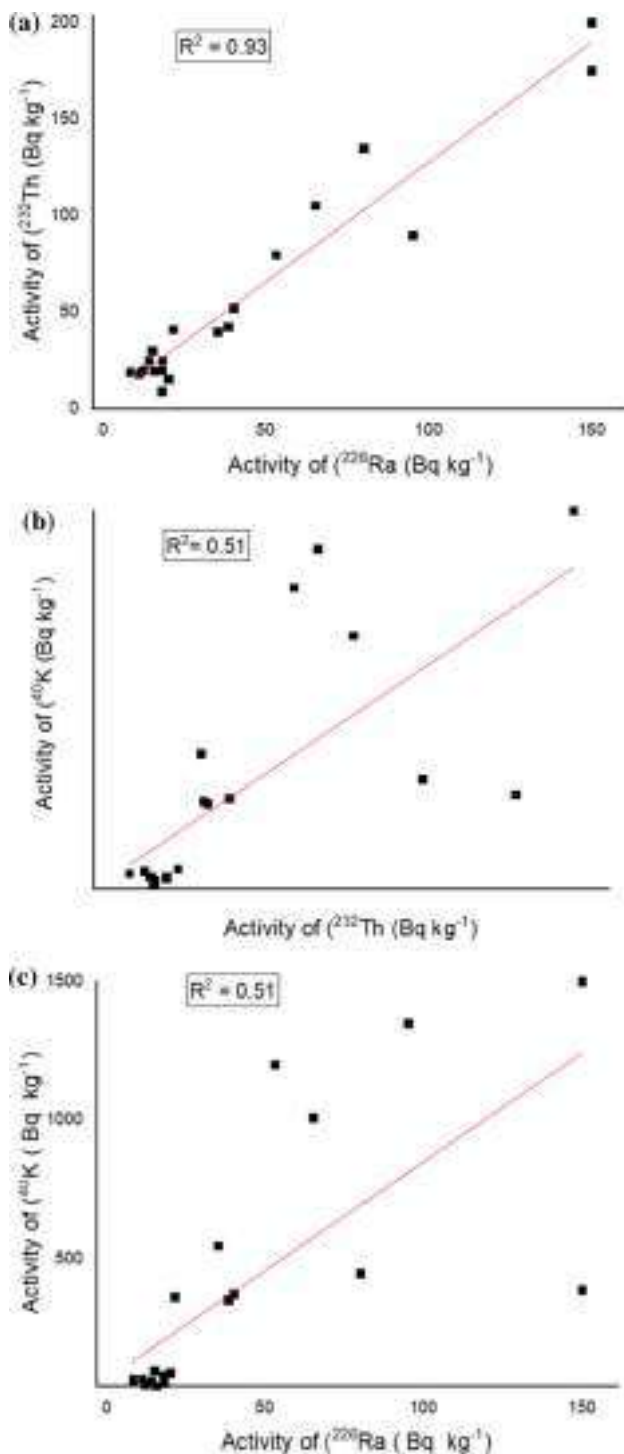 (a)
200
R² = 0.93
150
100
50
0
Activity of (²³²Th (Bq kg⁻¹)
0 50 100 150
Activity of (²²⁶Ra (Bq kg⁻¹)
(b)
R²= 0.51
Activity of (⁴⁰K (Bq kg⁻¹)
Activity of (²³²Th (Bq kg⁻¹)
(c)
1500
R² = 0.51
1000
500
Activity of (⁴⁰K ( Bq kg⁻¹)
0 50 100 150
Activity of (²²⁶Ra ( Bq kg⁻¹)